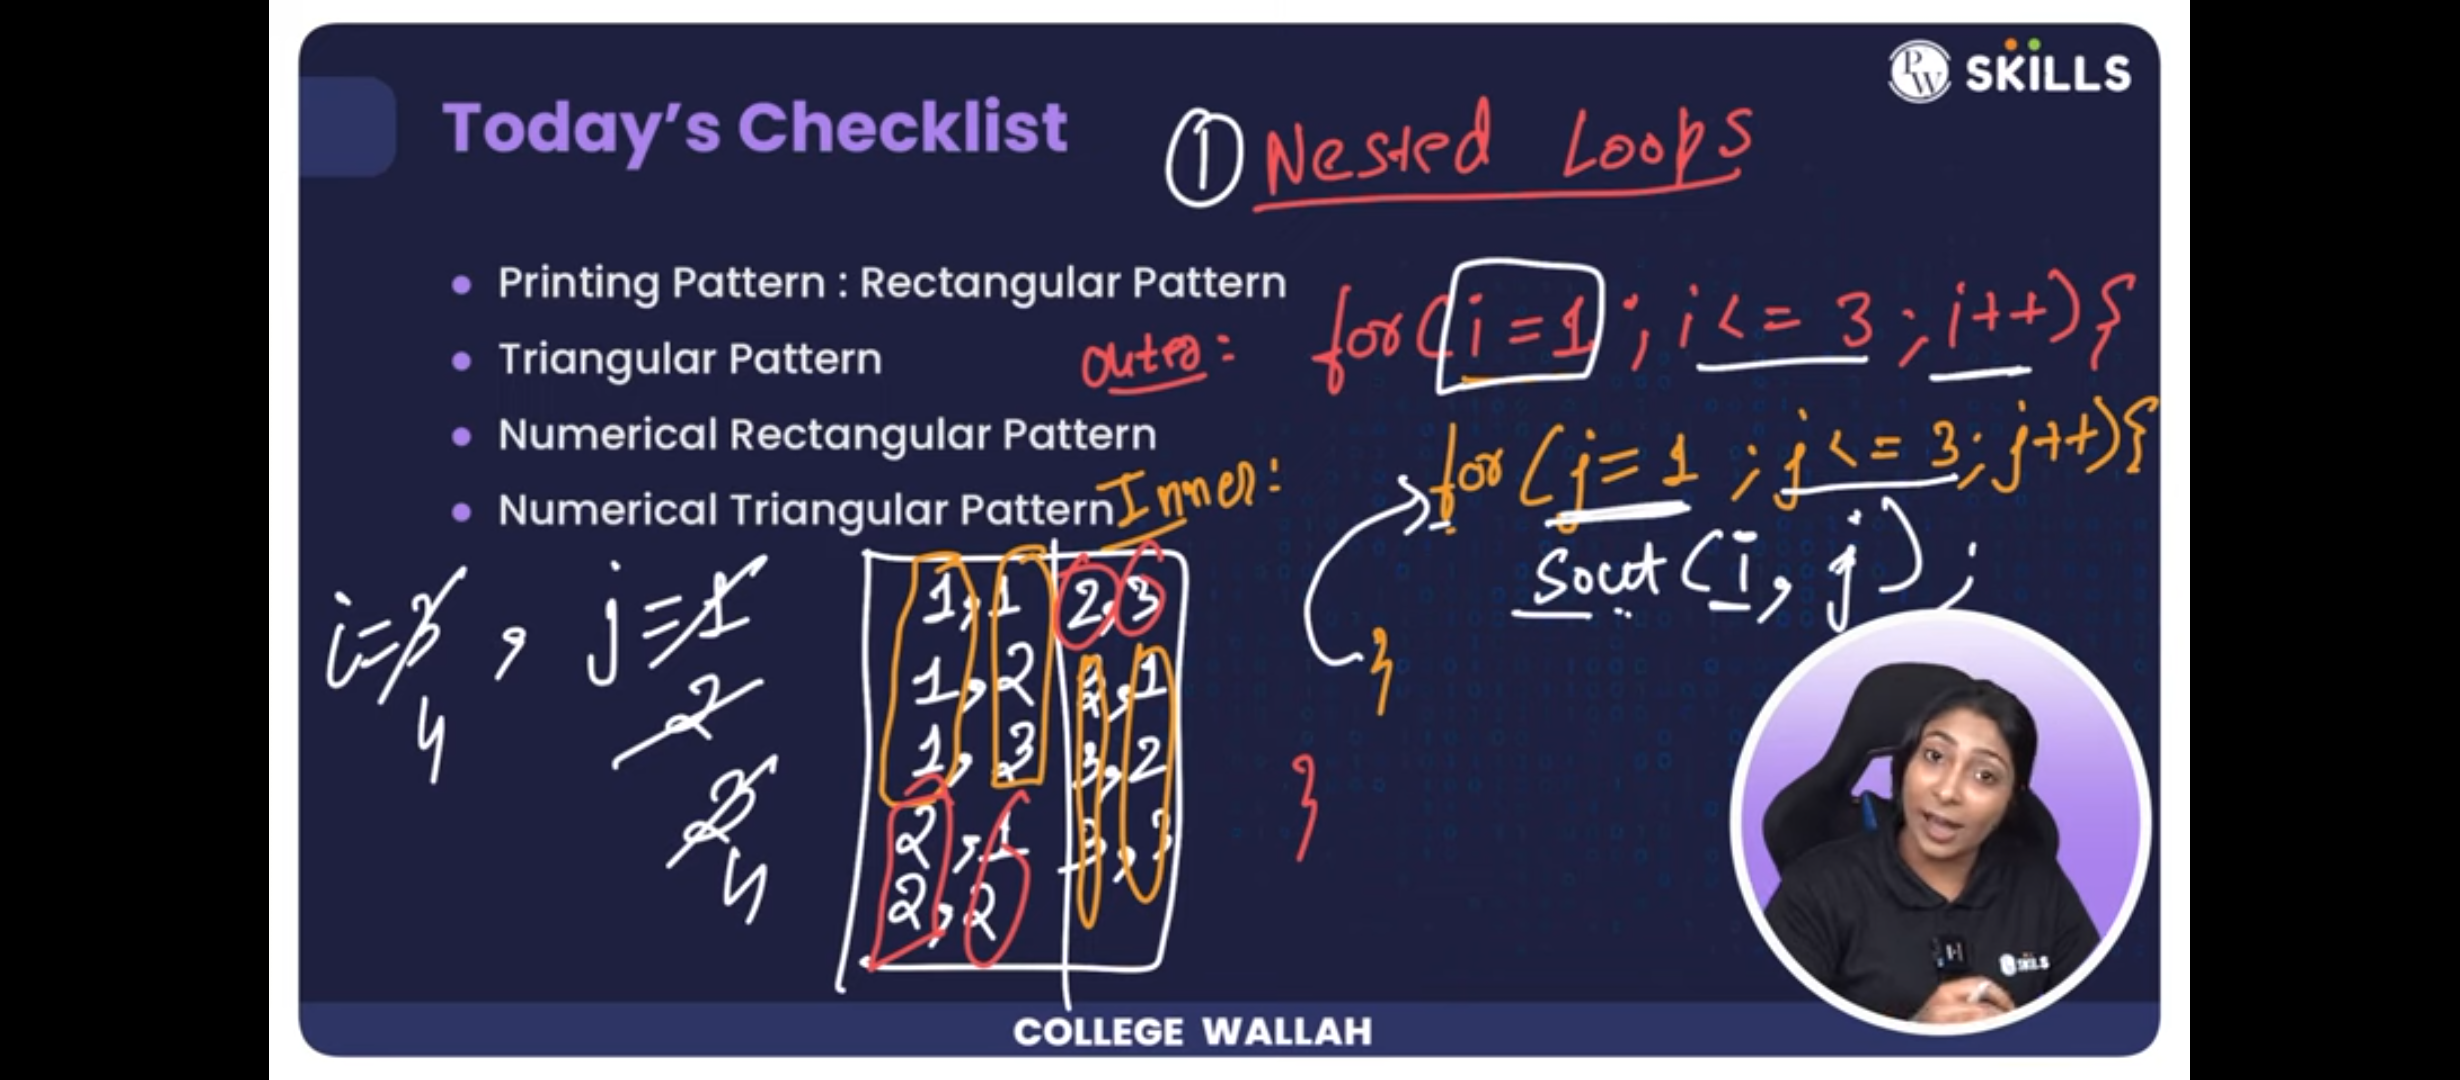 PW SKILLS
Today's Checklist
① Nested Loops
Printing Pattern : Rectangular Pattern
Triangular Pattern
Numerical Rectangular Pattern
Numerical Triangular Pattern
Outer: for(i=1; i<=3; i++){
Inner: for(j=1; j<=3; j++){
Sout(i, j);
}
}
i=3, j=1
4
2
3
4
1,1
1,2
1,3
2,1
2,2
2,3
3,1
3,2
3,3
SKILLS
COLLEGE WALLAH